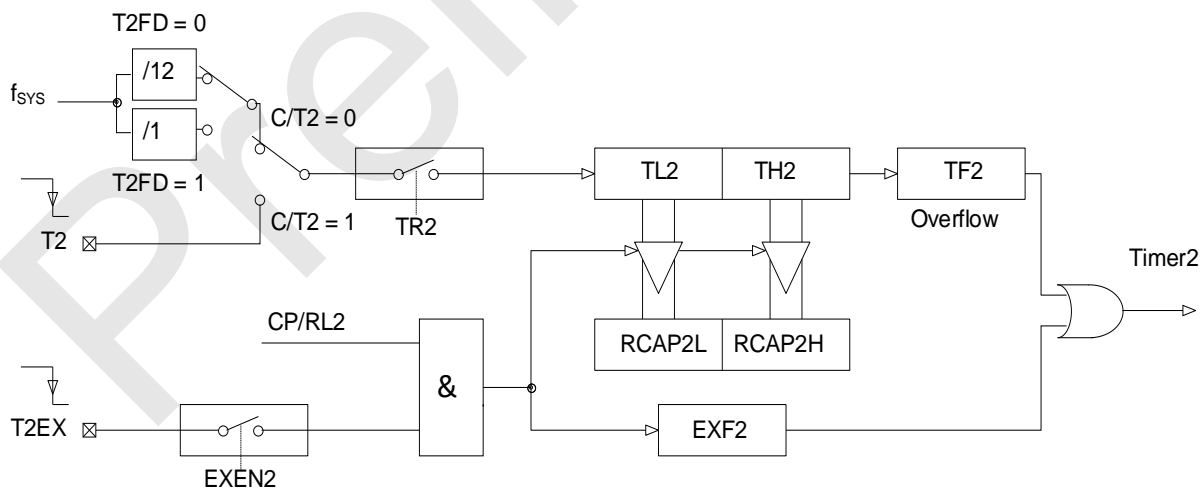 T2FD = 0
/12
fSYS
C/T2 = 0
/1
T2FD = 1
TL2
TH2
TF2
C/T2 = 1
TR2
Overflow
T2
Timer2
CP/RL2
RCAP2L
RCAP2H
&
T2EX
EXF2
EXEN2